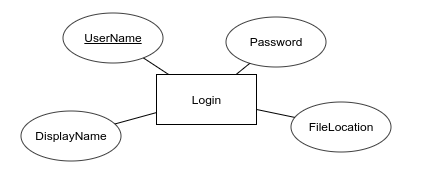 UserName
Password
Login
DisplayName
FileLocation